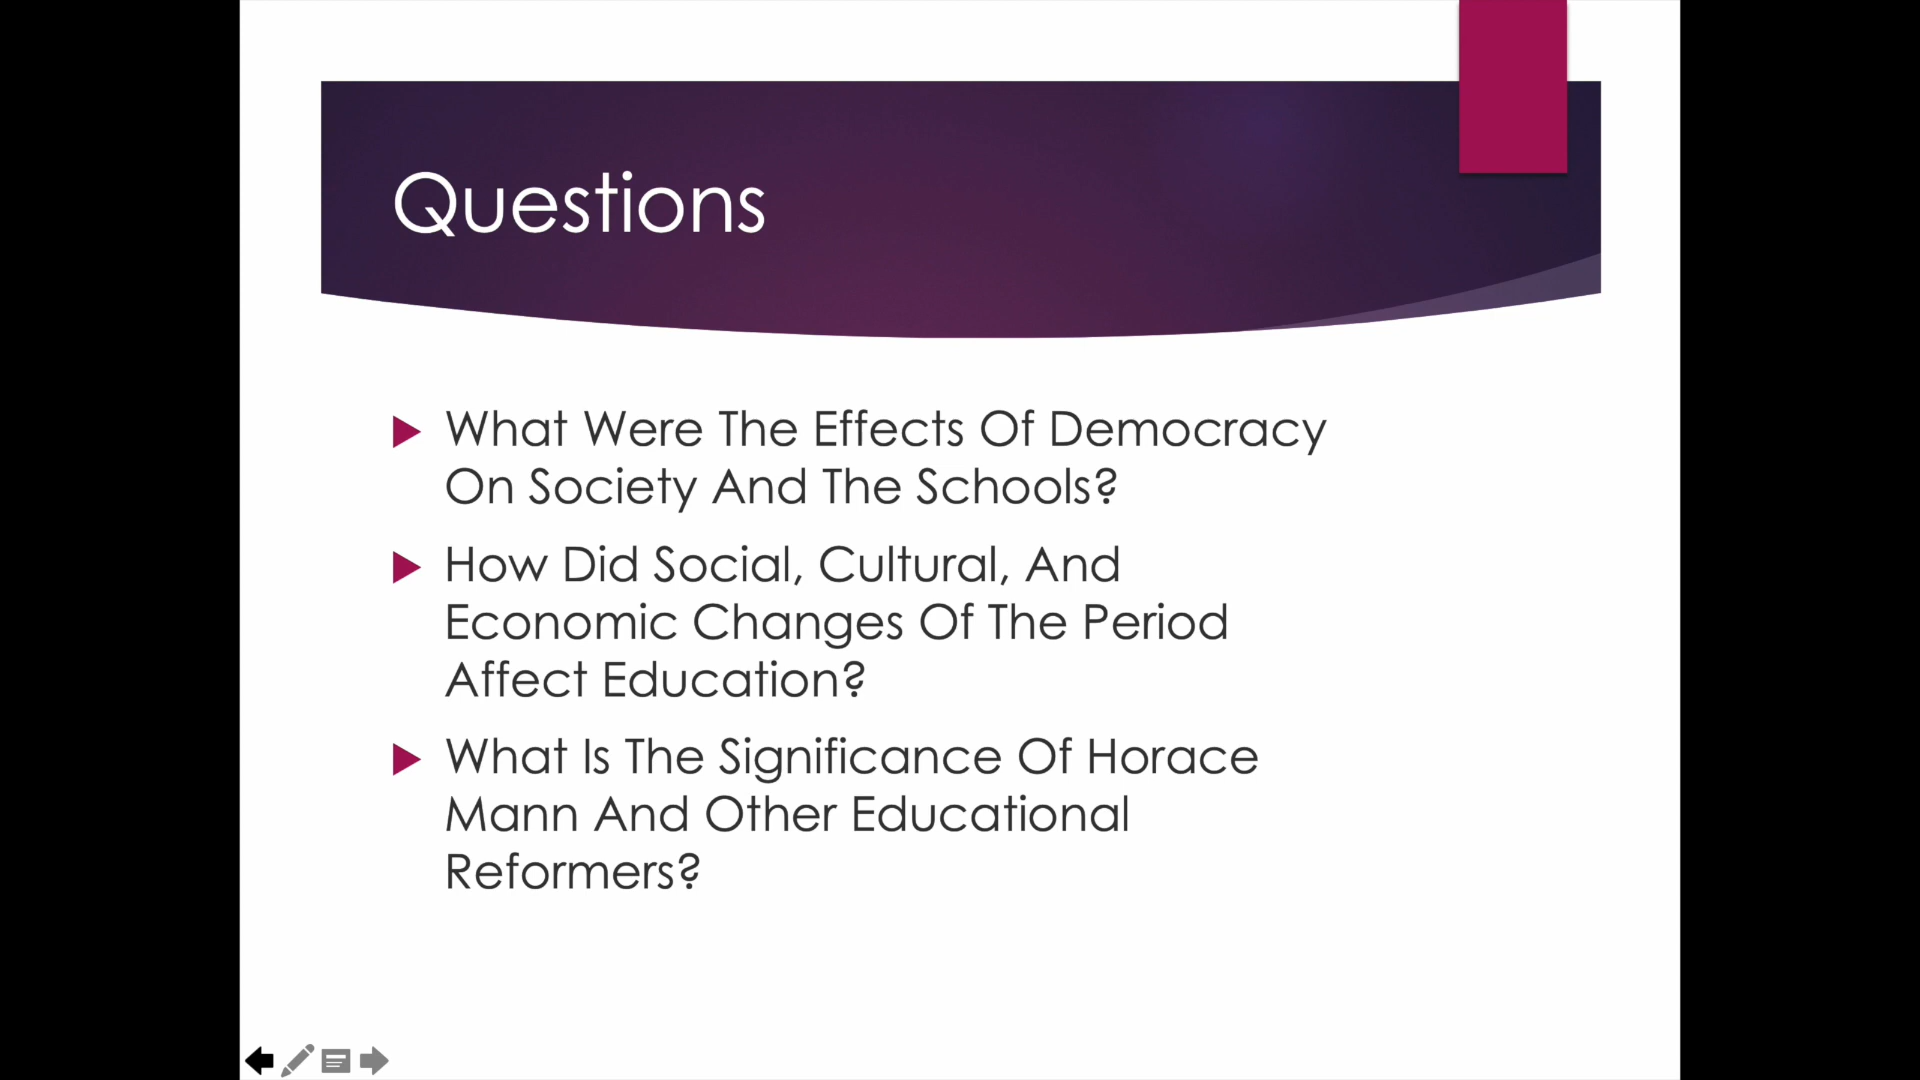 Questions
What Were The Effects Of Democracy
On Society And The Schools?
How Did Social, Cultural, And
Economic Changes Of The Period
Affect Education?
What Is The Significance Of Horace
Mann And Other Educational
Reformers?